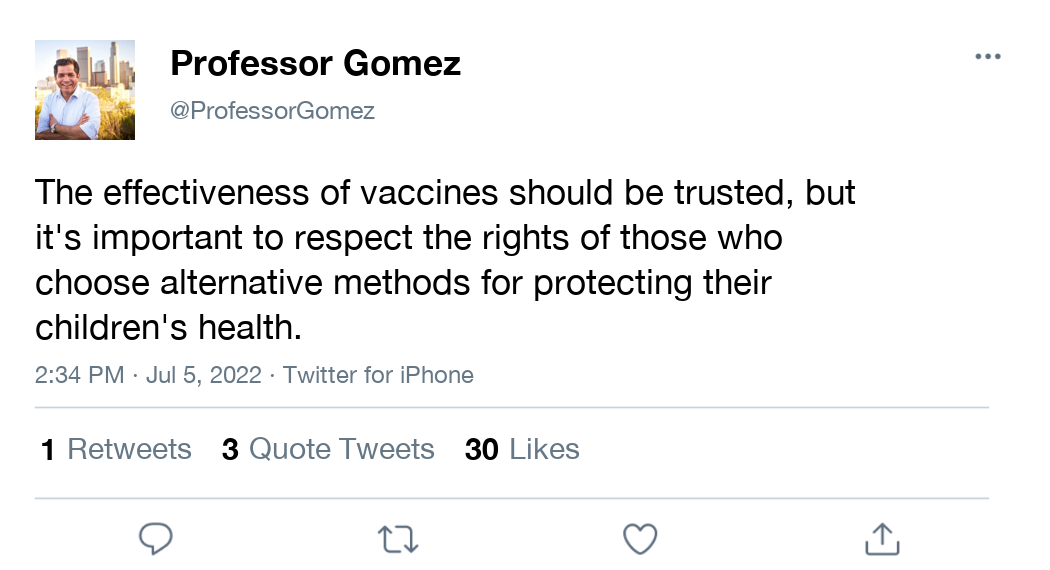 Professor Gomez
@ProfessorGomez
The effectiveness of vaccines should be trusted, but
it's important to respect the rights of those who
choose alternative methods for protecting their
children's health.
2:34 PM · Jul 5, 2022 · Twitter for iPhone
1 Retweets 3 Quote Tweets 30 Likes